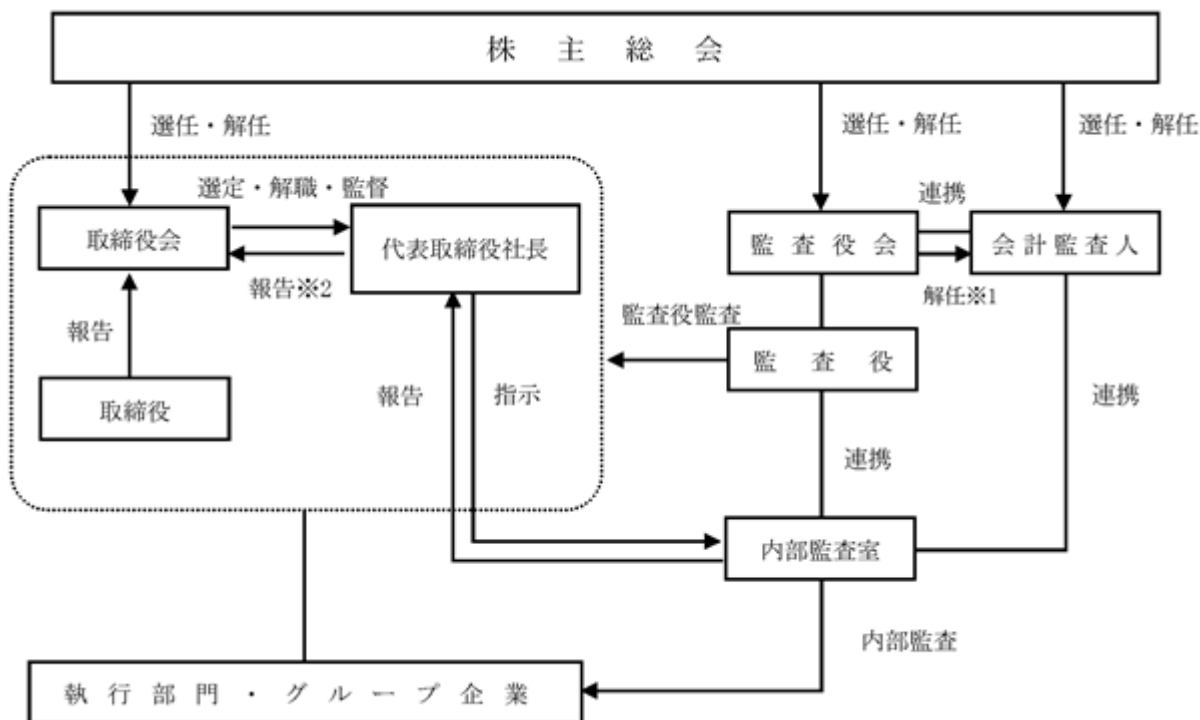 株主総会
選任・解任
選任・解任
選任・解任
選定・解職・監督
連携
取締役会
代表取締役社長
監査役会
会計監査人
報告※2
解任※1
監査役監査
報告
監査役
取締役
報告
指示
連携
連携
内部監査室
内部監査
執行部門・グループ企業